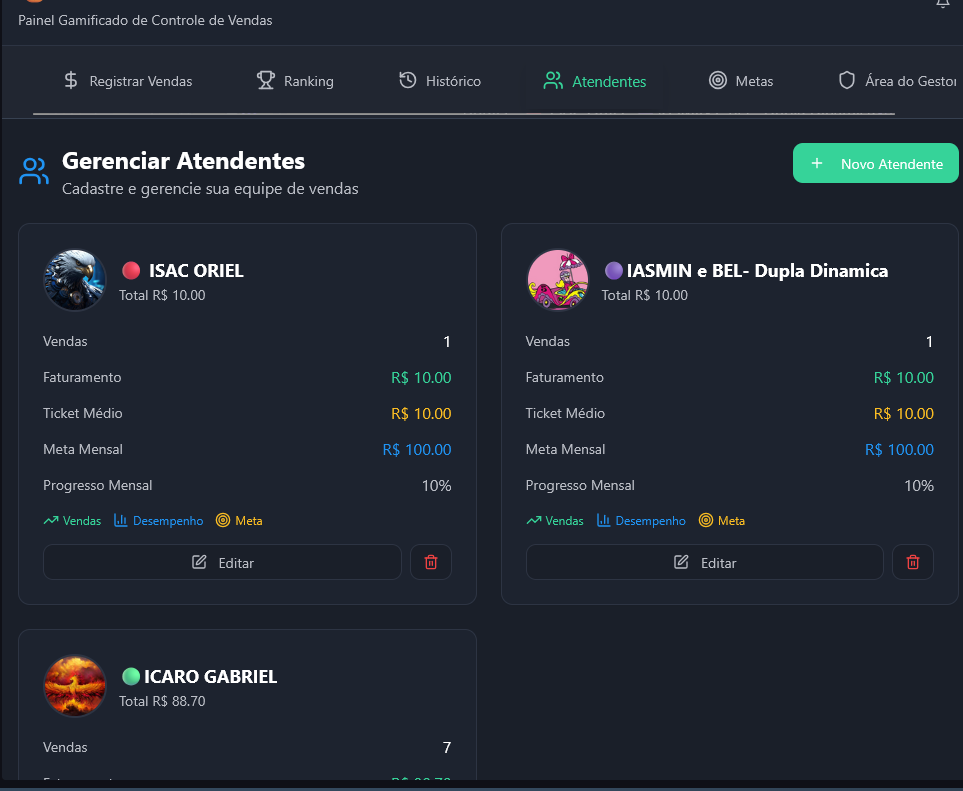 Painel Gamificado de Controle de Vendas
Registrar Vendas Ranking Histórico Atendentes Metas Área do Gestor
Gerenciar Atendentes
Cadastre e gerencie sua equipe de vendas
+ Novo Atendente
ISAC ORIEL
Total R$ 10.00
Vendas 1
Faturamento R$ 10.00
Ticket Médio R$ 10.00
Meta Mensal R$ 100.00
Progresso Mensal 10%
Vendas Desempenho Meta
Editar
IASMIN e BEL- Dupla Dinamica
Total R$ 10.00
Vendas 1
Faturamento R$ 10.00
Ticket Médio R$ 10.00
Meta Mensal R$ 100.00
Progresso Mensal 10%
Vendas Desempenho Meta
Editar
ICARO GABRIEL
Total R$ 88.70
Vendas 7